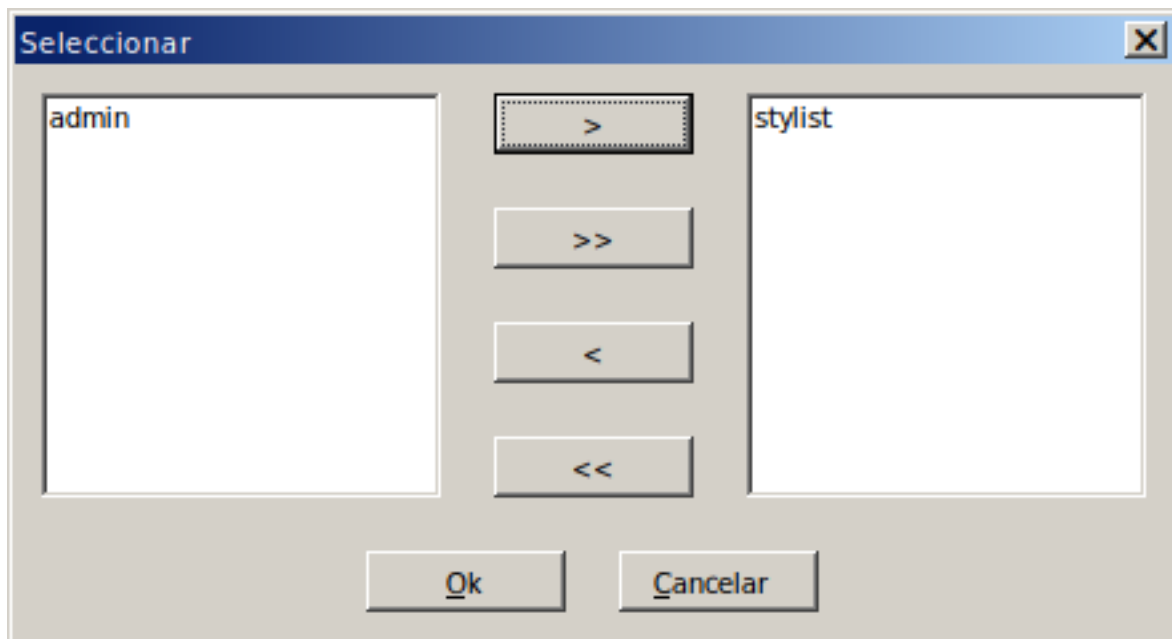 Seleccionar
admin
>
stylist
>>
<
<<
Ok
Cancelar